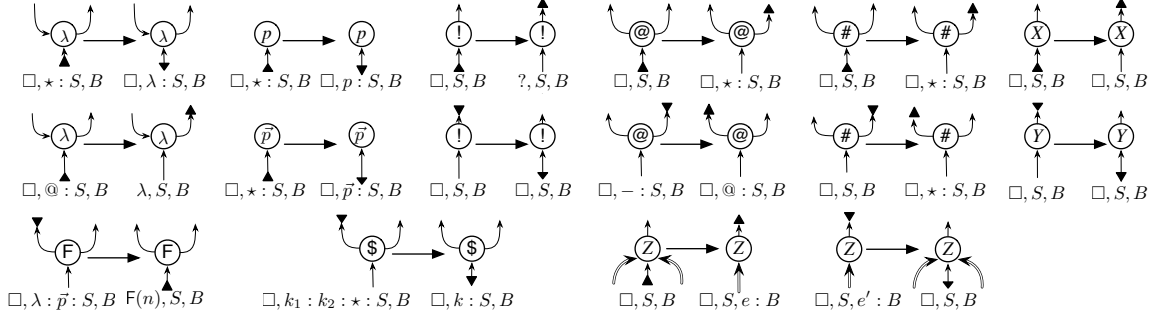 λ λ p p ! ! @ @ # # X X
□, ⋆ : S, B □, λ : S, B □, ⋆ : S, B □, p : S, B □, S, B ?, S, B □, S, B □, ⋆ : S, B □, S, B □, ⋆ : S, B □, S, B □, S, B
λ λ p⃗ p⃗ ! ! @ @ # # Y Y
□, @ : S, B λ, S, B □, ⋆ : S, B □, p⃗ : S, B □, S, B □, S, B □, − : S, B □, @ : S, B □, S, B □, ⋆ : S, B □, S, B □, S, B
F F $ $ Z Z Z Z
□, λ : p⃗ : S, B F(n), S, B □, k₁ : k₂ : ⋆ : S, B □, k : S, B □, S, B □, S, e : B □, S, e′ : B □, S, B